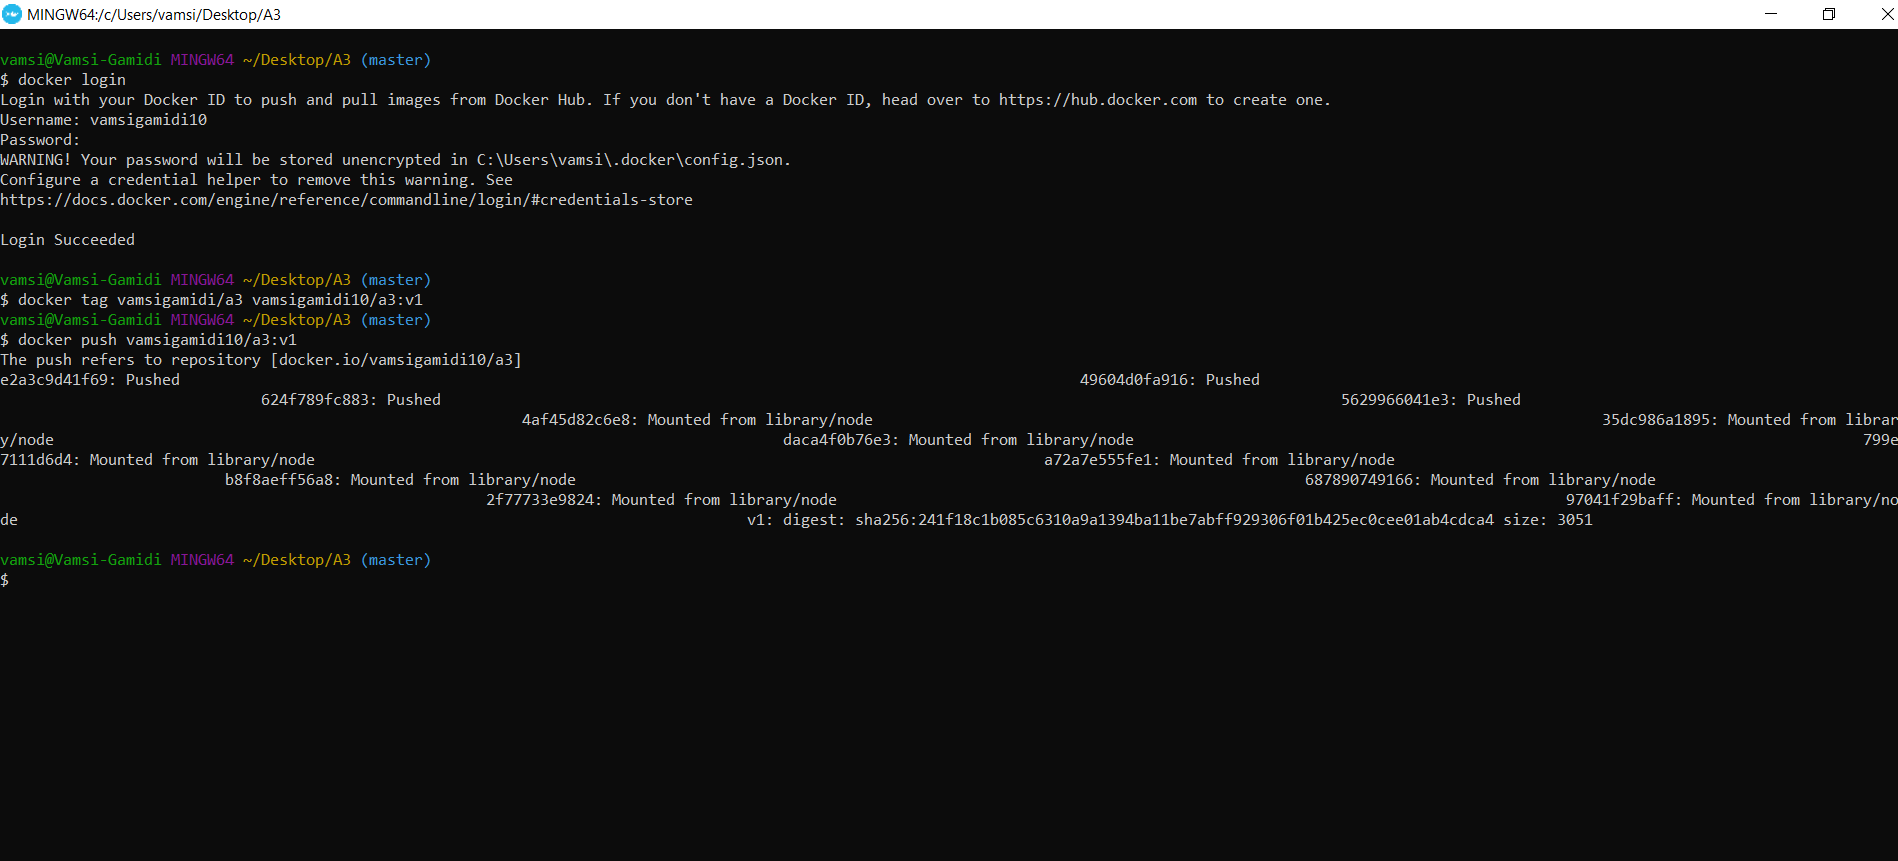 MINGW64:/c/Users/vamsi/Desktop/A3
vamsi@Vamsi-Gamidi MINGW64 ~/Desktop/A3 (master)
$ docker login
Login with your Docker ID to push and pull images from Docker Hub. If you don't have a Docker ID, head over to https://hub.docker.com to create one.
Username: vamsigamidi10
Password:
WARNING! Your password will be stored unencrypted in C:\Users\vamsi\.docker\config.json.
Configure a credential helper to remove this warning. See
https://docs.docker.com/engine/reference/commandline/login/#credentials-store
Login Succeeded
vamsi@Vamsi-Gamidi MINGW64 ~/Desktop/A3 (master)
$ docker tag vamsigamidi/a3 vamsigamidi10/a3:v1
vamsi@Vamsi-Gamidi MINGW64 ~/Desktop/A3 (master)
$ docker push vamsigamidi10/a3:v1
The push refers to repository [docker.io/vamsigamidi10/a3]
e2a3c9d41f69: Pushed 49604d0fa916: Pushed
624f789fc883: Pushed 5629966041e3: Pushed
4af45d82c6e8: Mounted from library/node 35dc986a1895: Mounted from librar
y/node daca4f0b76e3: Mounted from library/node 799e
7111d6d4: Mounted from library/node a72a7e555fe1: Mounted from library/node
b8f8aeff56a8: Mounted from library/node 687890749166: Mounted from library/node
2f77733e9824: Mounted from library/node 97041f29baff: Mounted from library/no
de v1: digest: sha256:241f18c1b085c6310a9a1394ba11be7abff929306f01b425ec0cee01ab4cdca4 size: 3051
vamsi@Vamsi-Gamidi MINGW64 ~/Desktop/A3 (master)
$